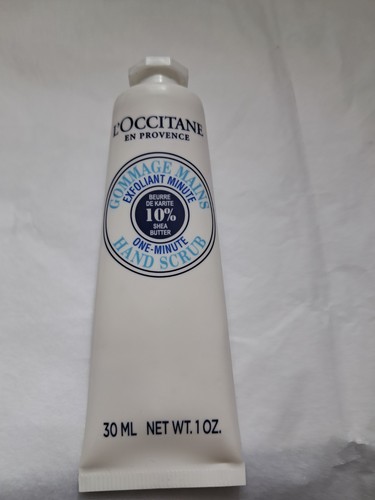 L'OCCITANE
EN PROVENCE
GOMMAGE MAINS
EXFOLIANT MINUTE
BEURRE
DE KARITE
10%
SHEA
BUTTER
ONE-MINUTE
HAND SCRUB
30 ML NET WT. 1 OZ.